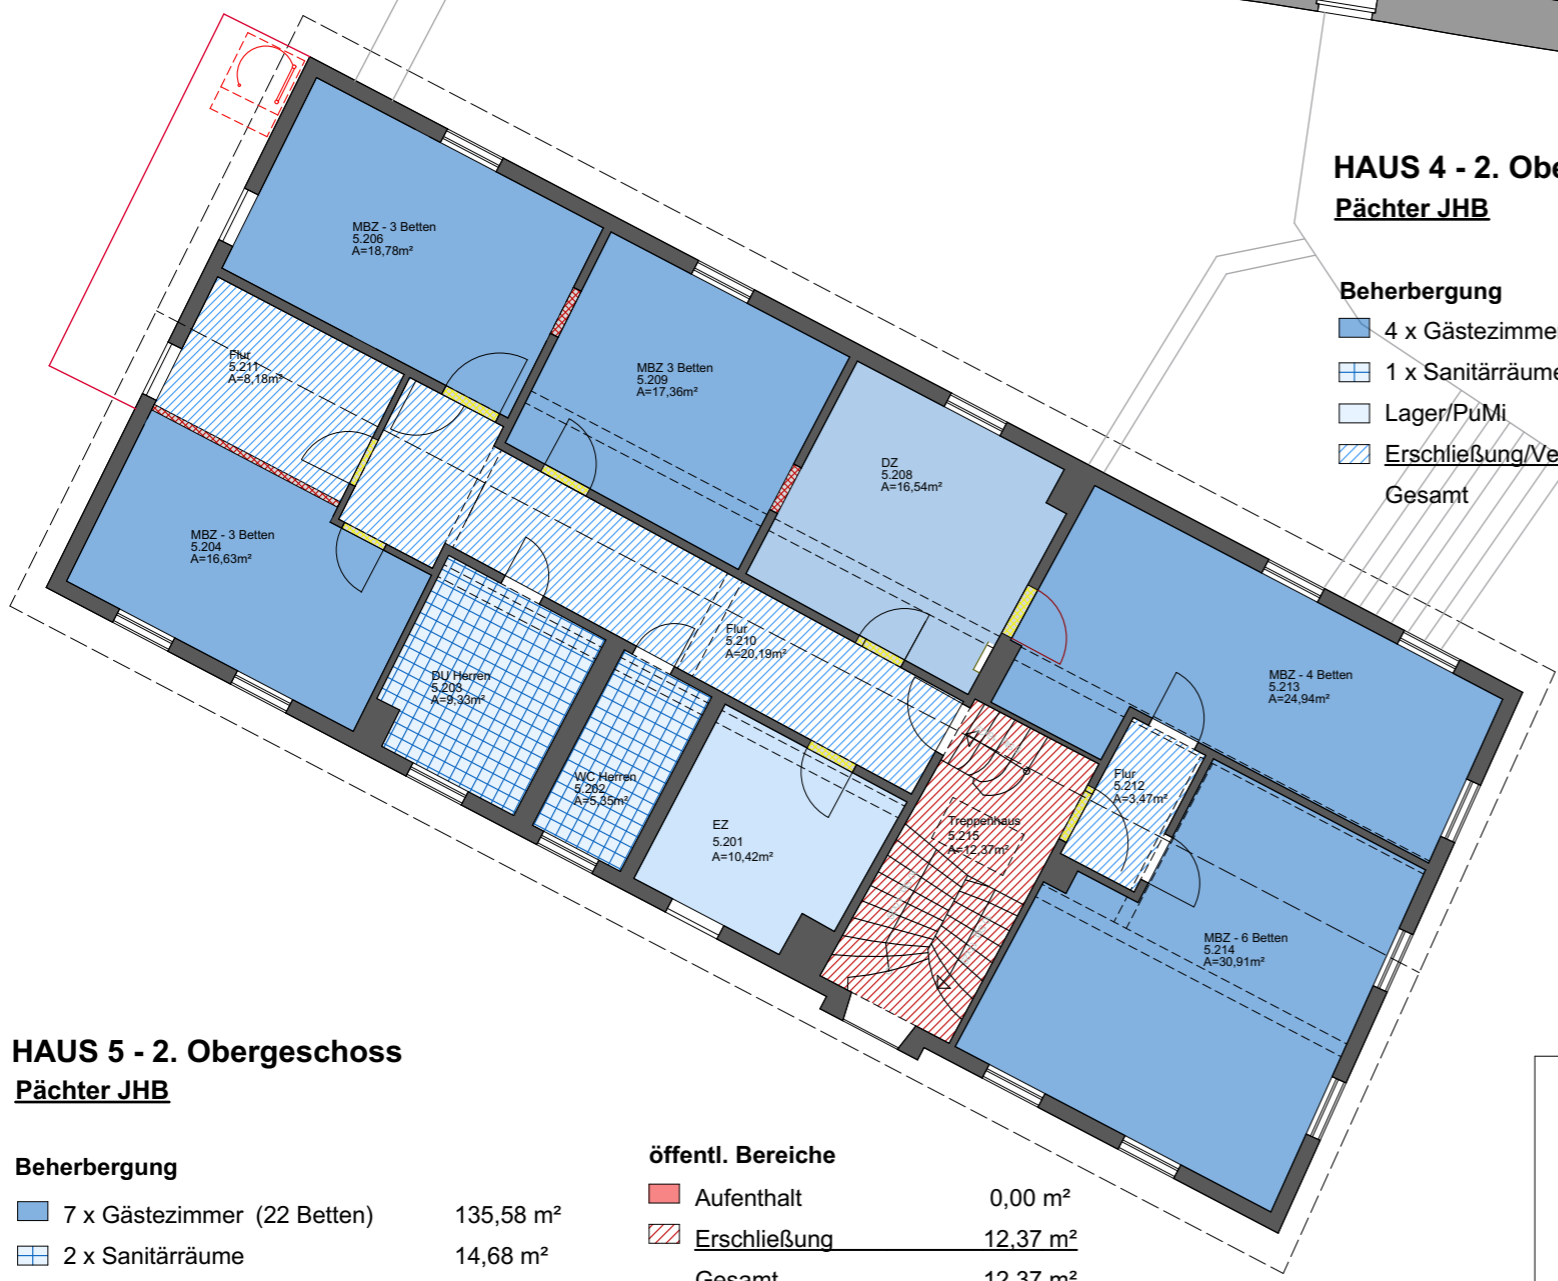 HAUS 4 - 2. Obe
Pächter JHB
Beherbergung
4 x Gästezimmer
1 x Sanitärräume
Lager/PuMi
Erschließung/Ve
Gesamt
MBZ - 3 Betten
5.206
A=18,78m²
MBZ 3 Betten
5.209
A=17,36m²
Flur
5.211
A=8,18m²
DZ
5.208
A=16,54m²
MBZ - 3 Betten
5.204
A=16,63m²
Flur
5.210
A=20,19m²
DU Herren
5.203
A=9,33m²
MBZ - 4 Betten
5.213
A=24,94m²
WC Herren
5.202
A=5,35m²
Flur
5.212
A=3,47m²
EZ
5.201
A=10,42m²
Treppenhaus
5.215
A=12,37m²
MBZ - 6 Betten
5.214
A=30,91m²
HAUS 5 - 2. Obergeschoss
Pächter JHB
Beherbergung
7 x Gästezimmer (22 Betten) 135,58 m²
2 x Sanitärräume 14,68 m²
öffentl. Bereiche
Aufenthalt 0,00 m²
Erschließung 12,37 m²
Gesamt 12,37 m²